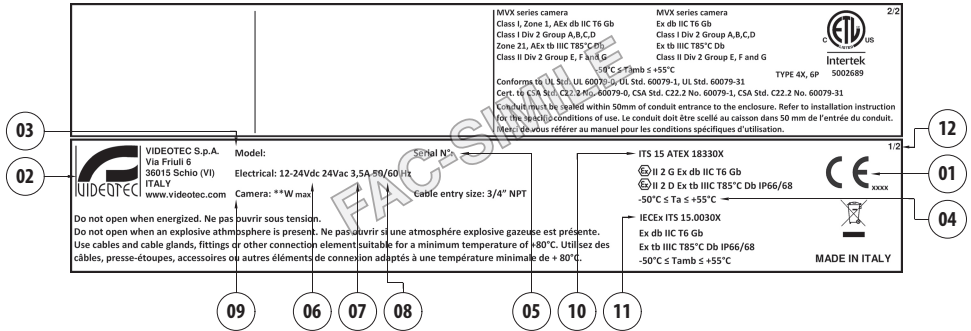 MVX series camera
Class I, Zone 1, AEx db IIC T6 Gb
Class I Div 2 Group A,B,C,D
Zone 21, AEx tb IIIC T85°C Db
Class II Div 2 Group E, F and G
MVX series camera
Ex db IIC T6 Gb
Class I Div 2 Group A,B,C,D
Ex tb IIIC T85°C Db
Class II Div 2 Group E, F and G
-50°C ≤ Tamb ≤ +55°C
TYPE 4X, 6P
Conforms to UL Std. UL 60079-0, UL Std. 60079-1, UL Std. 60079-31
Cert. to CSA Std. C22.2 No. 60079-0, CSA Std. C22.2 No. 60079-1, CSA Std. C22.2 No. 60079-31
Conduit must be sealed within 50mm of conduit entrance to the enclosure. Refer to installation instruction
for the specific conditions of use. Le conduit doit être scellé au caisson dans 50 mm de l'entrée du conduit.
Merci de vous référer au manuel pour les conditions spécifiques d'utilisation.
2/2
C ETL US
LISTED
Intertek
5002689
FAC-SIMILE
03
02
12
01
04
VIDEOTEC
VIDEOTEC S.p.A.
Via Friuli 6
36015 Schio (VI)
ITALY
www.videotec.com
Model:
Serial N°:
Electrical: 12-24Vdc 24Vac 3,5A 50/60 Hz
Camera: **W max
Cable entry size: 3/4" NPT
Do not open when energized. Ne pas ouvrir sous tension.
Do not open when an explosive athmosphere is present. Ne pas ouvrir si une atmosphére explosive gazeuse est présente.
Use cables and cable glands, fittings or other connection element suitable for a minimum temperature of +80°C. Utilisez des
câbles, presse-étoupes, accessoires ou autres éléments de connexion adaptés à une température minimale de + 80°C.
ITS 15 ATEX 18330X
Ex II 2 G Ex db IIC T6 Gb
Ex II 2 D Ex tb IIIC T85°C Db IP66/68
-50°C ≤ Ta ≤ +55°C
IECEx ITS 15.0030X
Ex db IIC T6 Gb
Ex tb IIIC T85°C Db IP66/68
-50°C ≤ Tamb ≤ +55°C
1/2
CE
xxxx
MADE IN ITALY
09
06
07
08
05
10
11